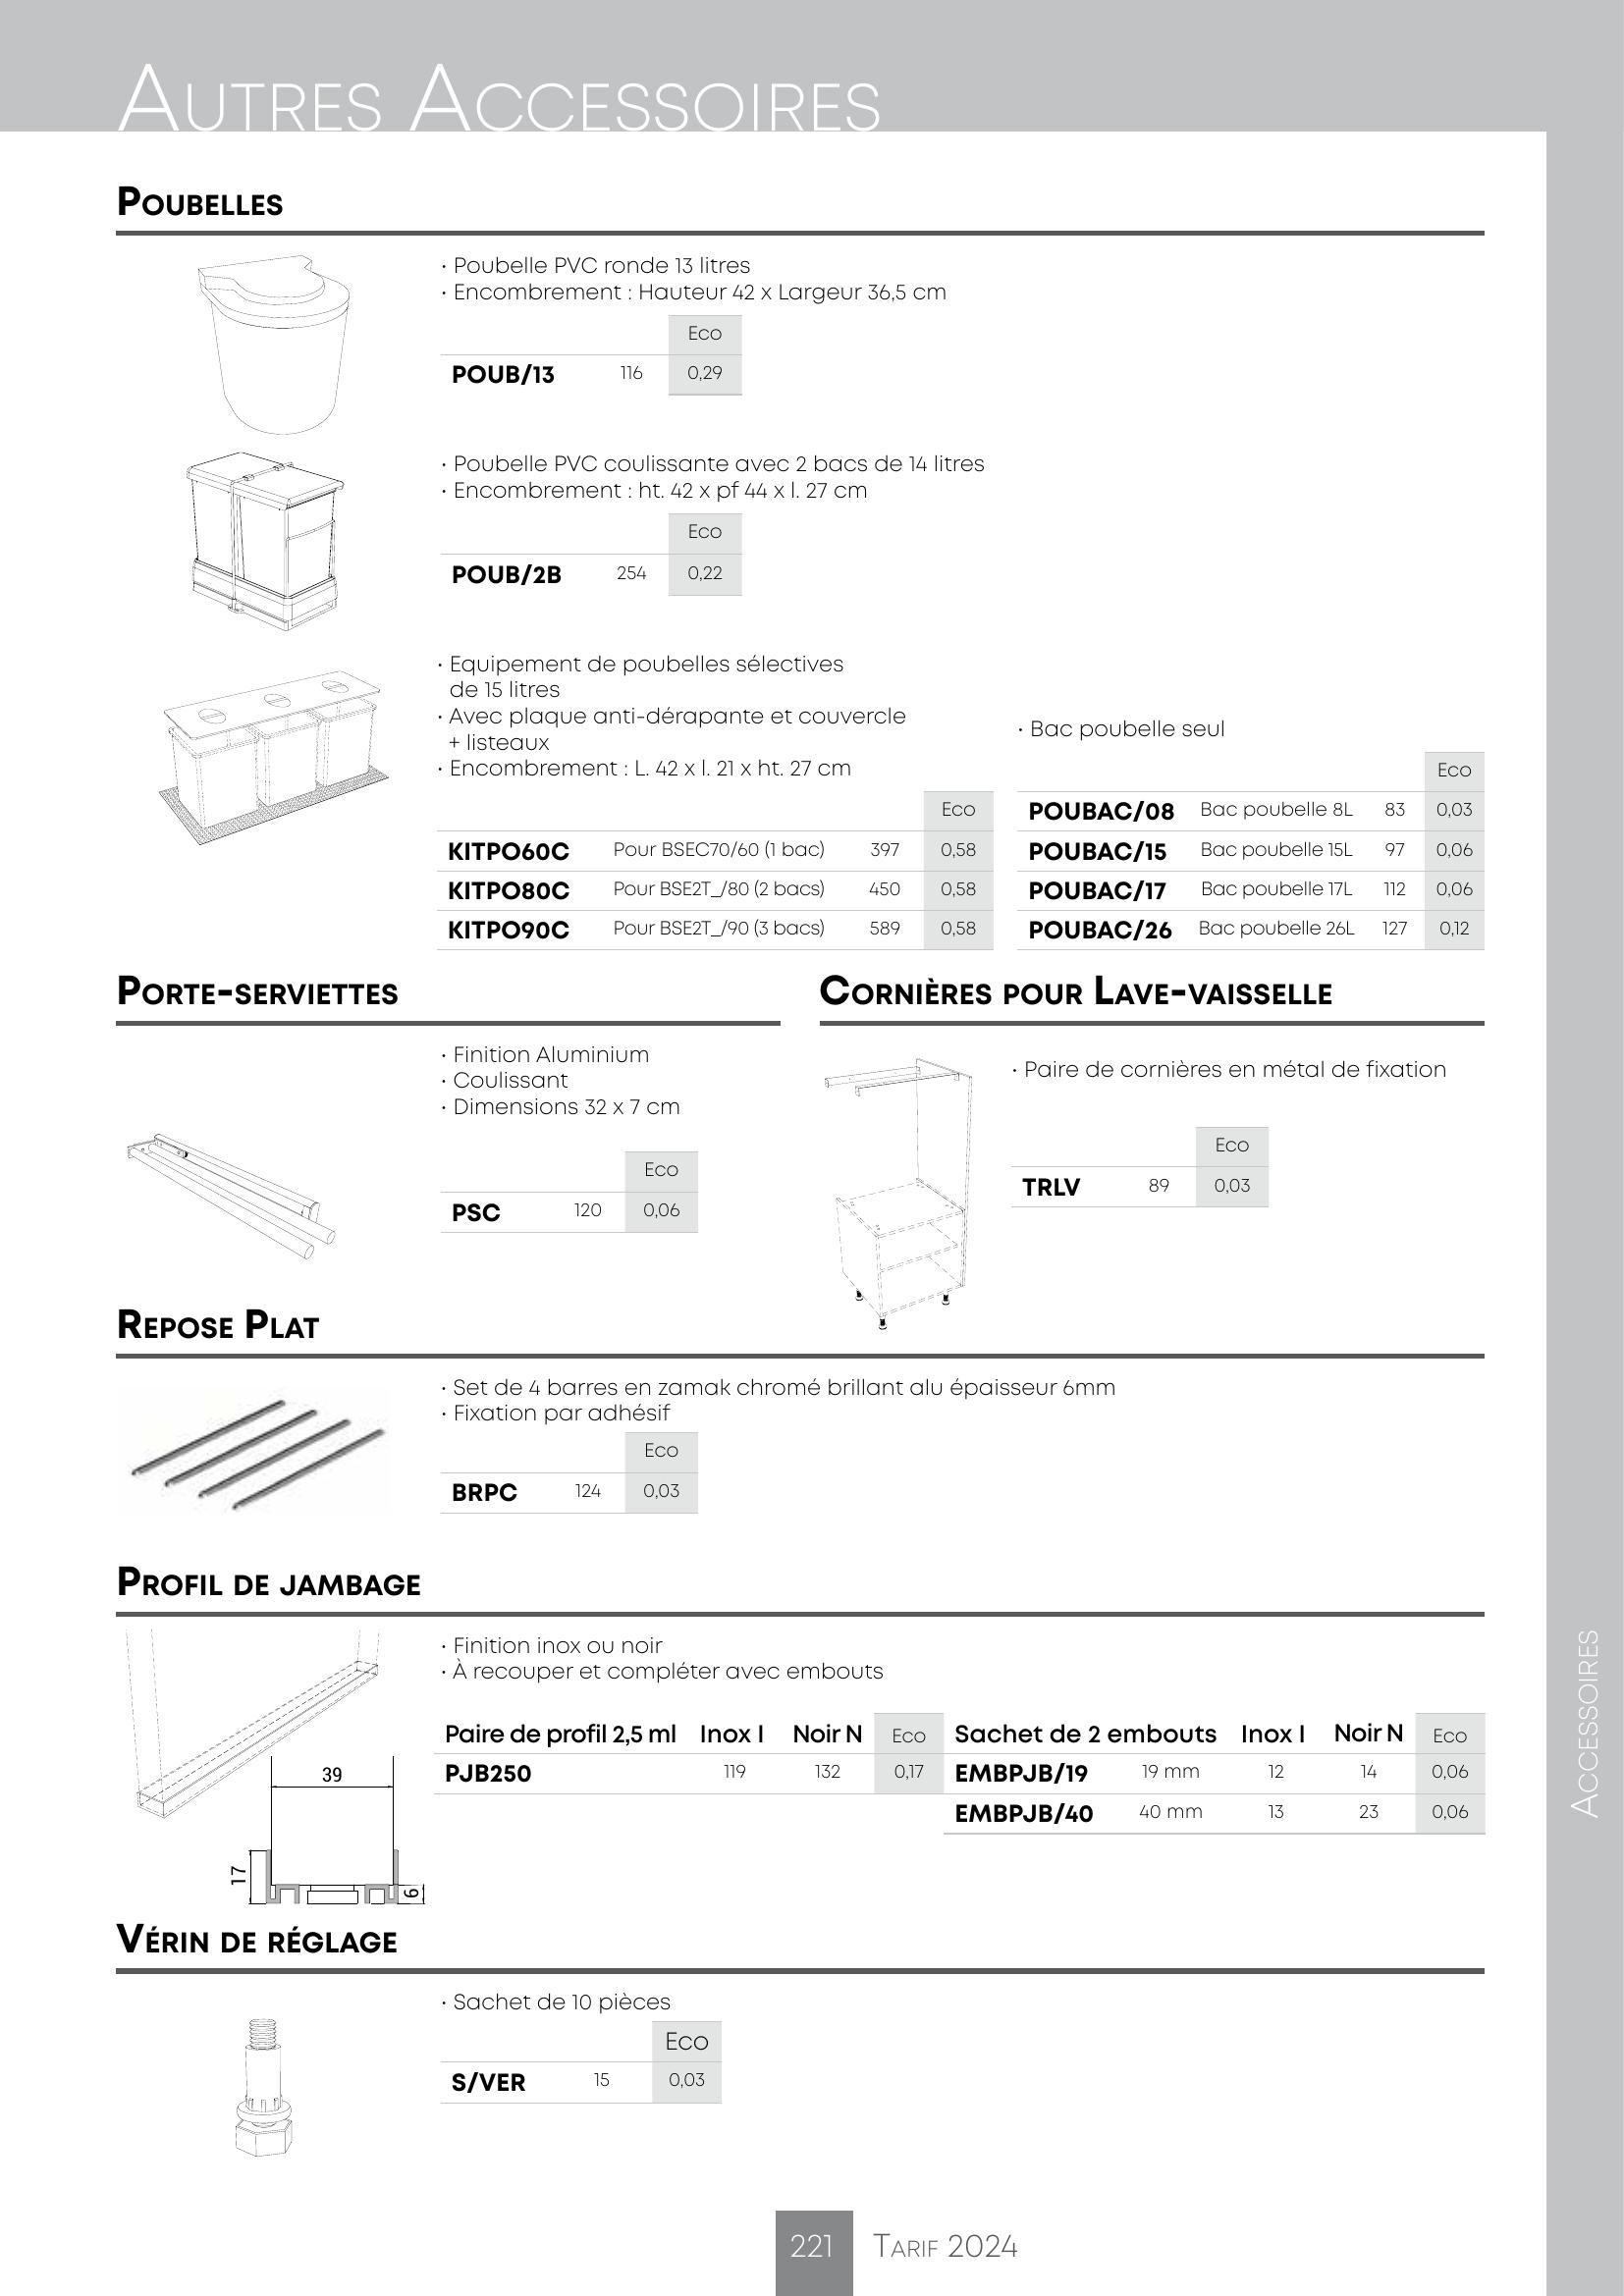 Autres Accessoires
Poubelles
· Poubelle PVC ronde 13 litres
· Encombrement : Hauteur 42 x Largeur 36,5 cm
Eco
POUB/13 116 0,29
· Poubelle PVC coulissante avec 2 bacs de 14 litres
· Encombrement : ht. 42 x pf 44 x l. 27 cm
Eco
POUB/2B 254 0,22
· Equipement de poubelles sélectives
de 15 litres
· Avec plaque anti-dérapante et couvercle
+ listeaux
· Encombrement : L. 42 x l. 21 x ht. 27 cm
Eco
KITPO60C Pour BSEC70/60 (1 bac) 397 0,58
KITPO80C Pour BSE2T_/80 (2 bacs) 450 0,58
KITPO90C Pour BSE2T_/90 (3 bacs) 589 0,58
· Bac poubelle seul
Eco
POUBAC/08 Bac poubelle 8L 83 0,03
POUBAC/15 Bac poubelle 15L 97 0,06
POUBAC/17 Bac poubelle 17L 112 0,06
POUBAC/26 Bac poubelle 26L 127 0,12
Porte-serviettes
· Finition Aluminium
· Coulissant
· Dimensions 32 x 7 cm
Eco
PSC 120 0,06
Cornières pour Lave-vaisselle
· Paire de cornières en métal de fixation
Eco
TRLV 89 0,03
Repose Plat
· Set de 4 barres en zamak chromé brillant alu épaisseur 6mm
· Fixation par adhésif
Eco
BRPC 124 0,03
Profil de jambage
· Finition inox ou noir
· À recouper et compléter avec embouts
Paire de profil 2,5 ml Inox I Noir N Eco
PJB250 119 132 0,17
Sachet de 2 embouts Inox I Noir N Eco
EMBPJB/19 19 mm 12 14 0,06
EMBPJB/40 40 mm 13 23 0,06
39
17
6
Vérin de réglage
· Sachet de 10 pièces
Eco
S/VER 15 0,03
Accessoires
221 Tarif 2024